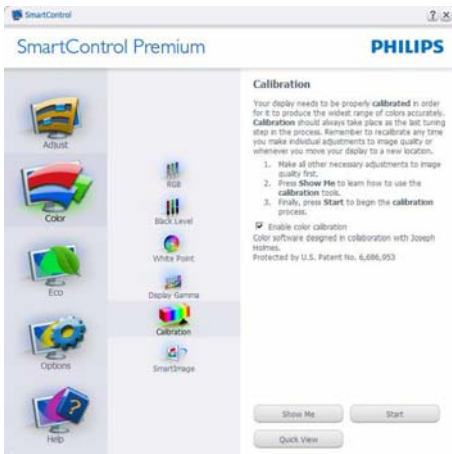 SmartControl
SmartControl Premium
PHILIPS
Adjust
Color
Eco
Options
Help
RGB
Black Level
White Point
Display Gamma
Calibration
SmartImage
Calibration
Your display needs to be properly calibrated in order
for it to produce the widest range of colors accurately.
Calibration should always take place as the last tuning
step in the process. Remember to recalibrate any time
you make individual adjustments to image quality or
whenever you move your display to a new location.
1. Make all other necessary adjustments to image
quality first.
2. Press Show Me to learn how to use the
calibration tools.
3. Finally, press Start to begin the calibration
process.
Enable color calibration
Color software designed in collaboration with Joseph
Holmes.
Protected by U.S. Patent No. 6,686,953
Show Me
Start
Quick View